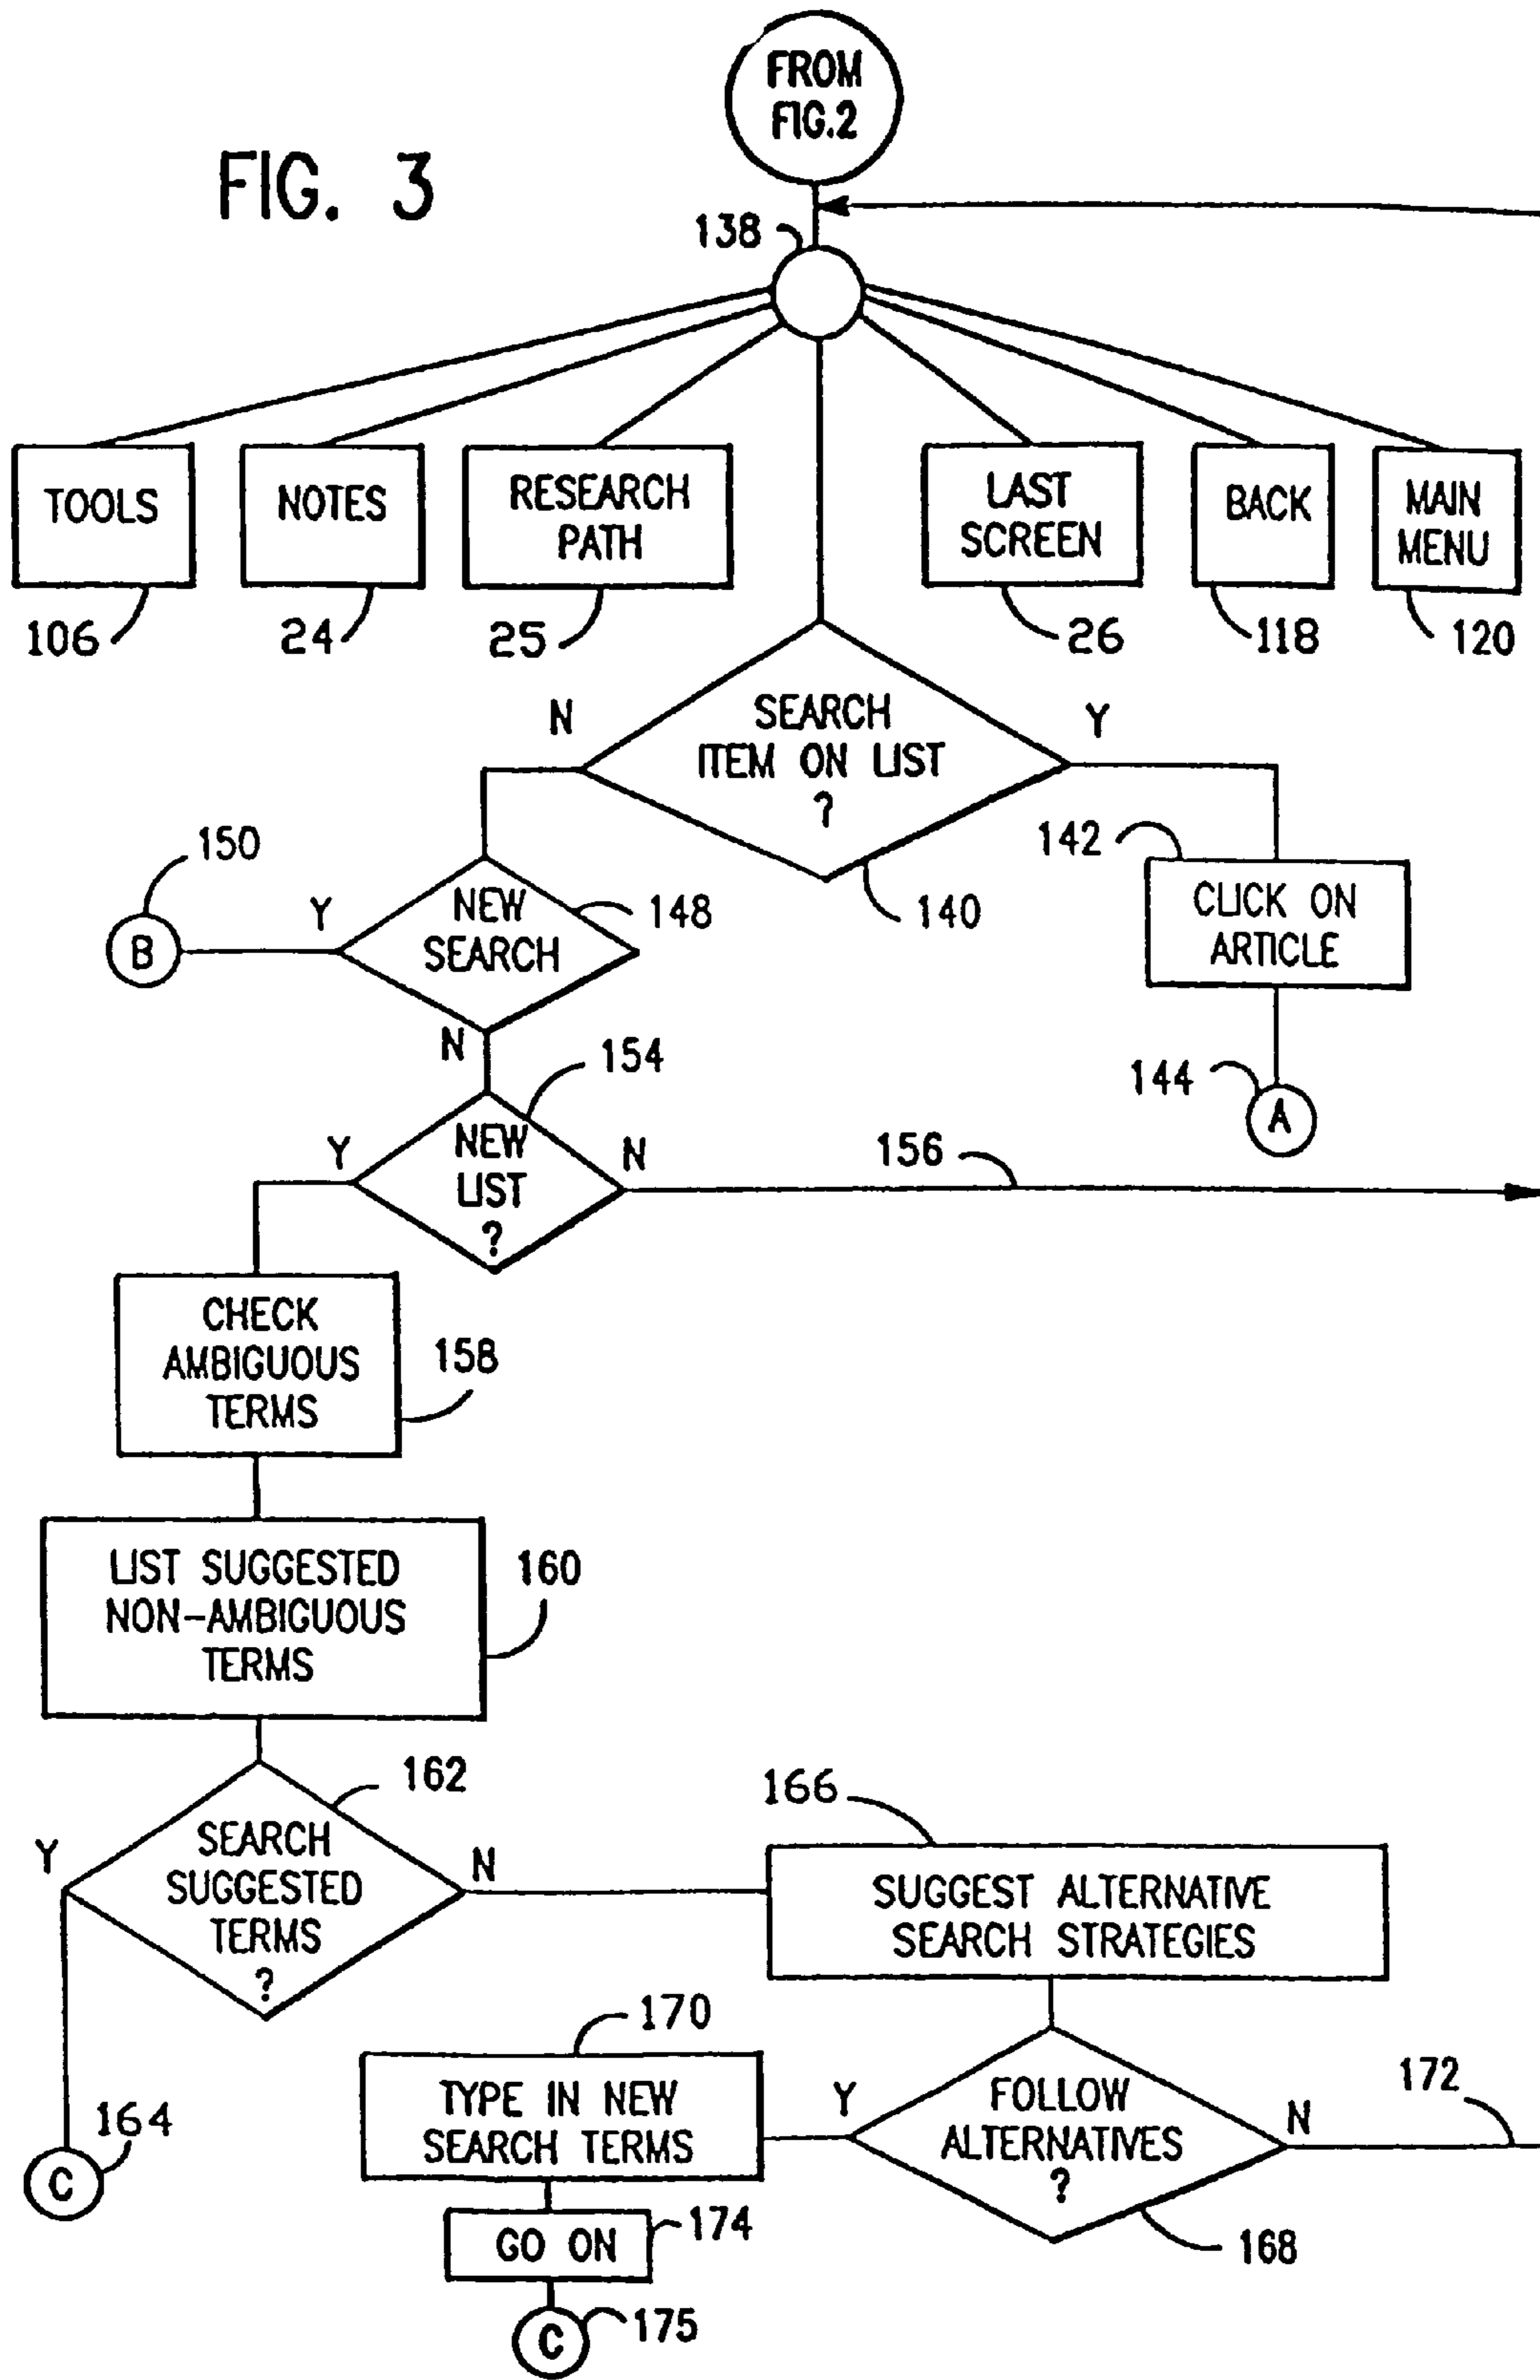 FROM
FIG.2
FIG. 3
138
TOOLS
NOTES
RESEARCH
PATH
LAST
SCREEN
BACK
MAIN
MENU
106
24
25
26
118
120
N
SEARCH
ITEM ON LIST
?
Y
150
142
B
Y
NEW
SEARCH
148
140
CLICK ON
ARTICLE
N
154
144
A
Y
NEW
LIST
?
N
156
CHECK
AMBIGUOUS
TERMS
158
LIST SUGGESTED
NON-AMBIGUOUS
TERMS
160
162
Y
SEARCH
SUGGESTED
TERMS
?
N
166
SUGGEST ALTERNATIVE
SEARCH STRATEGIES
170
164
C
TYPE IN NEW
SEARCH TERMS
Y
FOLLOW
ALTERNATIVES
?
N
172
GO ON
174
168
C
175